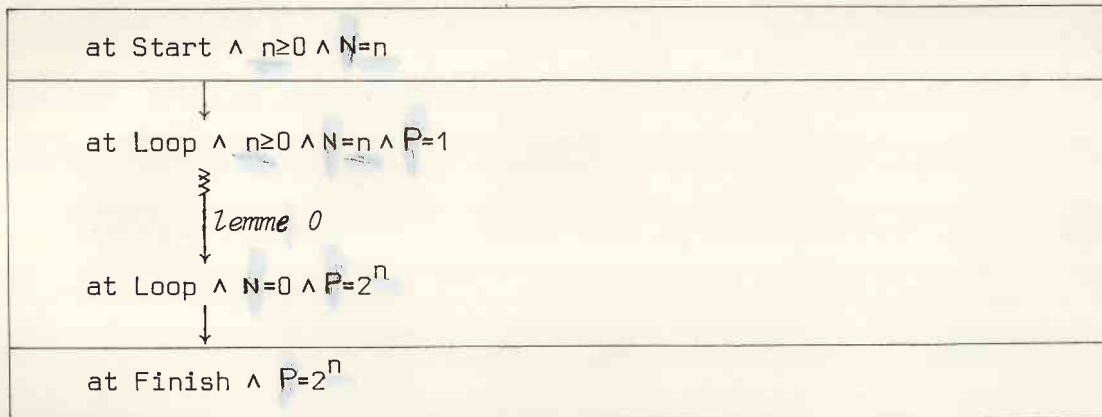 at Start ∧ n≥0 ∧ N=n
at Loop ∧ n≥0 ∧ N=n ∧ P=1
lemme 0
at Loop ∧ N=0 ∧ P=2ⁿ
at Finish ∧ P=2ⁿ